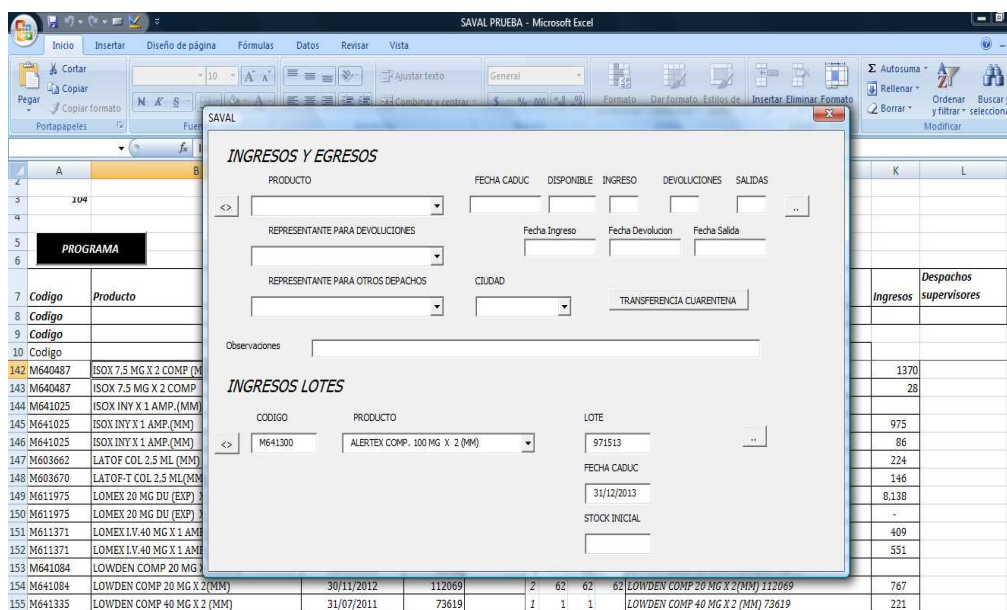 SAVAL PRUEBA - Microsoft Excel
Inicio Insertar Diseño de página Fórmulas Datos Revisar Vista
Cortar
Copiar
Copiar formato
Pegar
Portapapeles
10
N K S
Ajustar texto
Combinar y centrar
General
$ % 000
Formato Dar formato Estilos de Insertar Eliminar Formato
Σ Autosuma
Rellenar
Borrar
Ordenar y filtrar
Buscar
Modificar
fx
SAVAL
INGRESOS Y EGRESOS
PRODUCTO FECHA CADUC DISPONIBLE INGRESO DEVOLUCIONES SALIDAS
<> ..
REPRESENTANTE PARA DEVOLUCIONES Fecha Ingreso Fecha Devolucion Fecha Salida
REPRESENTANTE PARA OTROS DEPACHOS CIUDAD
TRANSFERENCIA CUARENTENA
Observaciones
INGRESOS LOTES
CODIGO PRODUCTO LOTE
<> M641300 ALERTEX COMP. 100 MG X 2 (MM) 971513 ..
FECHA CADUC
31/12/2013
STOCK INICIAL
A B K L
2
3 104
4
5
PROGRAMA
6
7 Codigo Producto Ingresos Despachos supervisores
8 Codigo
9 Codigo
10 Codigo
142 M640487 ISOX 7,5 MG X 2 COMP (M 1370
143 M640487 ISOX 7.5 MG X 2 COMP 28
144 M641025 ISOX INY X 1 AMP.(MM)
145 M641025 ISOX INY X 1 AMP.(MM) 975
146 M641025 ISOX INY X 1 AMP.(MM) 86
147 M603662 LATOF COL 2,5 ML (MM) 224
148 M603670 LATOF-T COL 2,5 ML(MM 146
149 M611975 LOMEX 20 MG DU (EXP) 8,138
150 M611975 LOMEX 20 MG DU (EXP) -
151 M611371 LOMEX I.V.40 MG X 1 AMP 409
152 M611371 LOMEX I.V.40 MG X 1 AMP 551
153 M641084 LOWDEN COMP 20 MG X
154 M641084 LOWDEN COMP 20 MG X 2(MM) 30/11/2012 112069 2 62 62 62 LOWDEN COMP 20 MG X 2(MM) 112069 767
155 M641335 LOWDEN COMP 40 MG X 2 (MM) 31/07/2011 73619 1 1 1 LOWDEN COMP 40 MG X 2 (MM) 73619 221